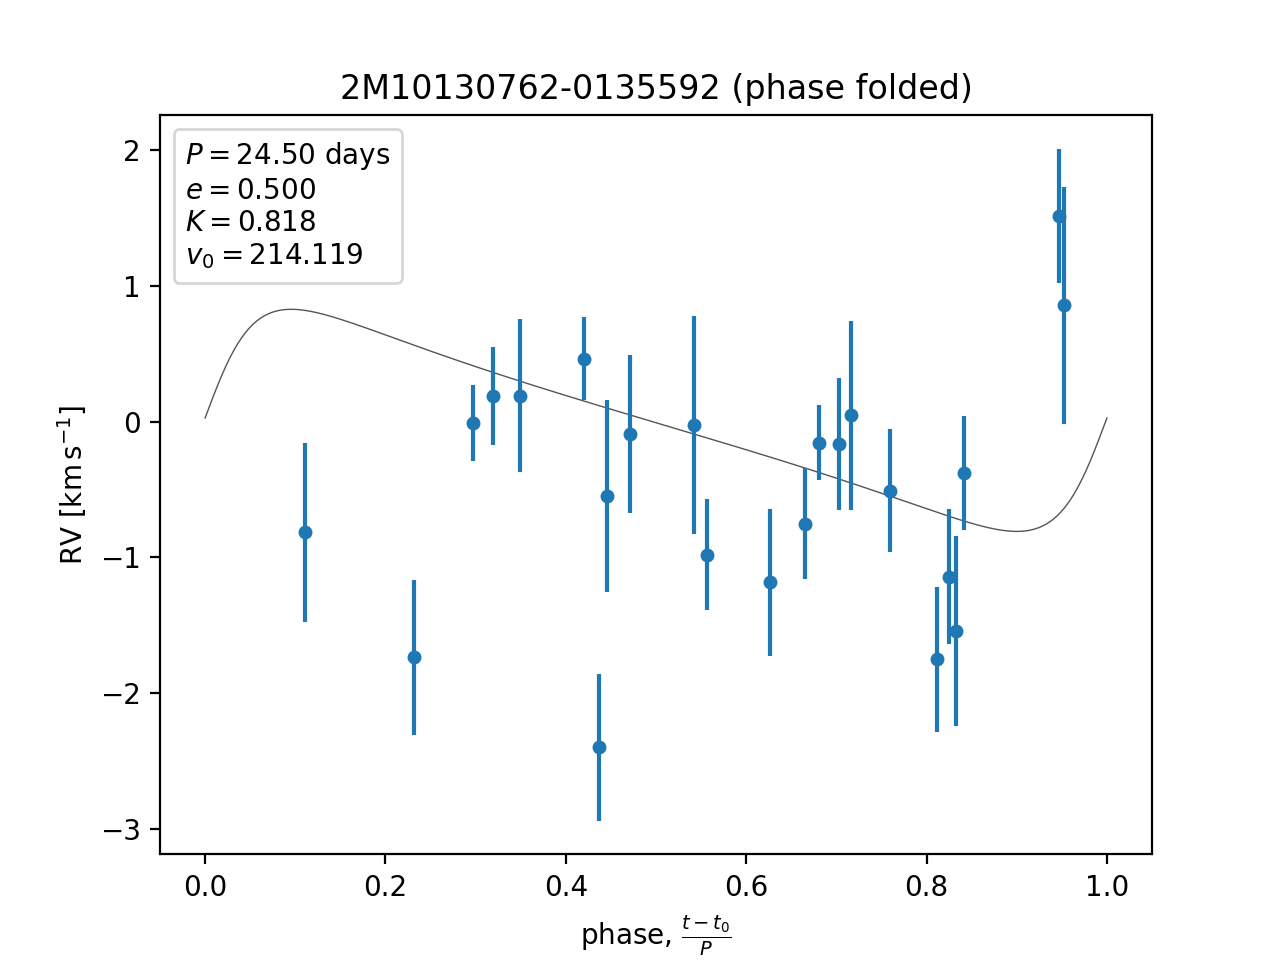 2M10130762-0135592 (phase folded)
P = 24.50 days
e = 0.500
K = 0.818
v₀ = 214.119
2
1
0
−1
−2
−3
RV [km s⁻¹]
0.0 0.2 0.4 0.6 0.8 1.0
phase, (t − t₀)/P